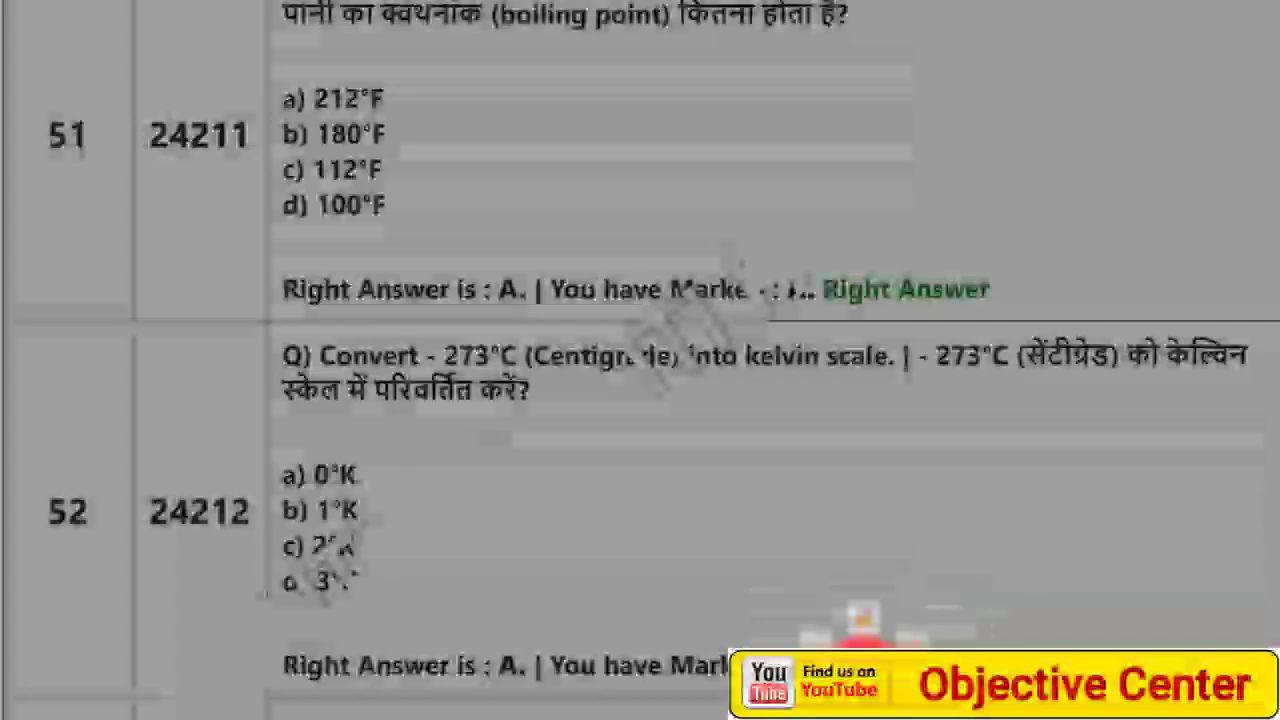 पानी का क्वथनांक (boiling point) कितना होता है?
a) 212°F
51 24211 b) 180°F
c) 112°F
d) 100°F
Right Answer is : A. | You have Marke Right Answer
Q) Convert - 273°C into kelvin scale. | - 273°C (सेंटीग्रेड) को केल्विन
स्केल में परिवर्तित करें?
a) 0°K
52 24212 b) 1°K
c)
Right Answer is : A. | You have Mark
You Tube Find us on YouTube Objective Center